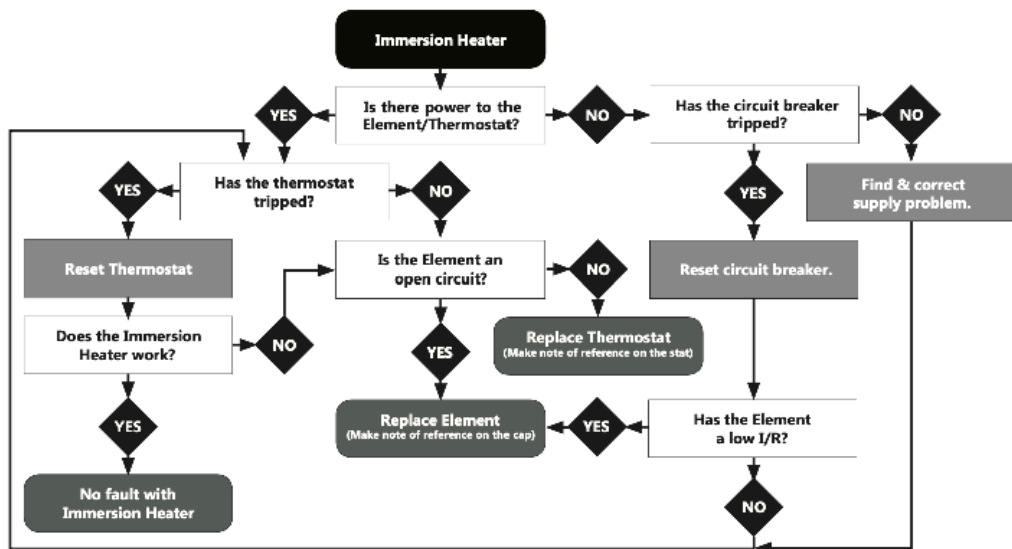 Immersion Heater
Is there power to the
Element/Thermostat?
YES
NO
Has the circuit breaker
tripped?
NO
YES
Find & correct
supply problem.
Has the thermostat
tripped?
YES
NO
Reset Thermostat
Is the Element an
open circuit?
NO
Reset circuit breaker.
Does the Immersion
Heater work?
NO
YES
Replace Thermostat
(Make note of reference on the stat)
YES
Replace Element
(Make note of reference on the cap)
YES
Has the Element
a low I/R?
No fault with
Immersion Heater
NO